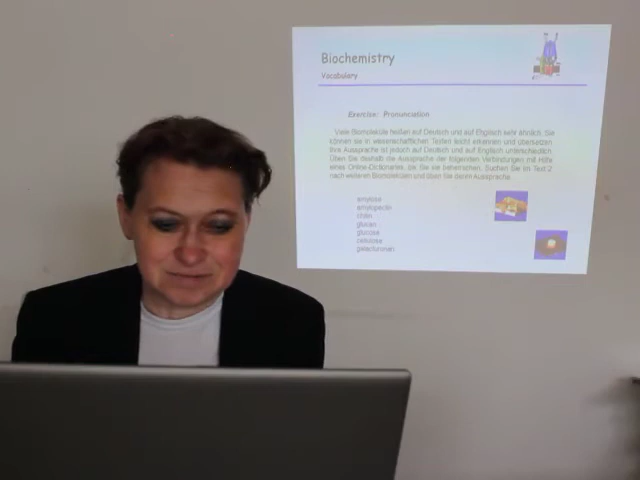 Biochemistry
Vocabulary
Exercise: Pronunciation
Viele Biomoleküle heißen auf Deutsch und auf Englisch sehr ähnlich. Sie
können sie in wissenschaftlichen Texten leicht erkennen und übersetzen.
Ihre Aussprache ist jedoch auf Deutsch und auf Englisch unterschiedlich.
Üben Sie deshalb die Aussprache der folgenden Verbindungen mit Hilfe
eines Online-Dictionaries, bis Sie sie beherrschen. Suchen Sie im Text 2
nach weiteren Biomolekülen und üben Sie deren Aussprache.
amylose
amylopectin
chitin
glucan
glucose
cellulose
galacturonan